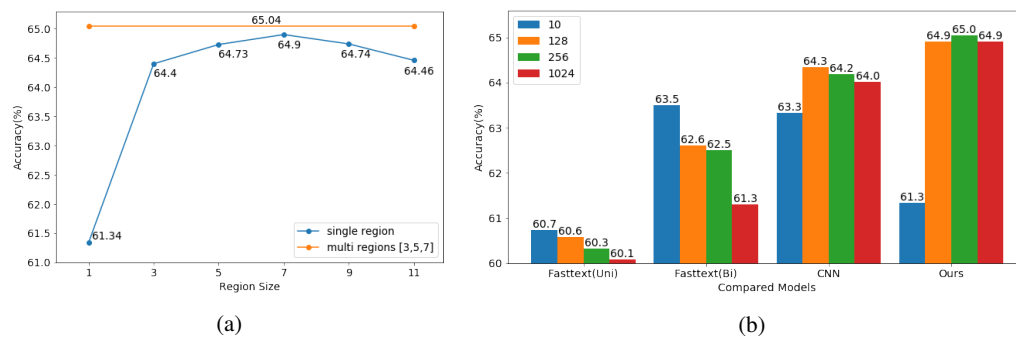 65.04
65.0
64.9
64.73
64.74
64.5
64.4
64.46
64.0
63.5
63.0
62.5
62.0
61.5
61.34
61.0
Accuracy(%)
single region
multi regions [3,5,7]
1 3 5 7 9 11
Region Size
(a)
10
128
256
1024
65
64
63
62
61
60
Accuracy(%)
60.7 60.6 60.3 60.1
63.5 62.6 62.5 61.3
63.3 64.3 64.2 64.0
61.3 64.9 65.0 64.9
Fasttext(Uni) Fasttext(Bi) CNN Ours
Compared Models
(b)